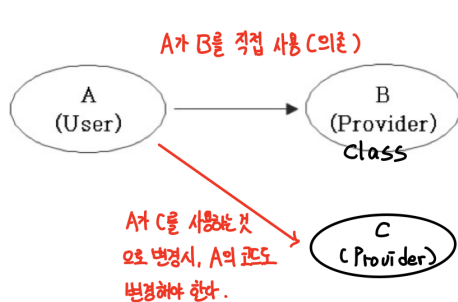 A가 B를 직접 사용 (의존)
A
(User)
B
(Provider)
Class
A가 C를 사용하는 것
으로 변경시, A의 코드도
변경해야 한다.
C
(Provider)